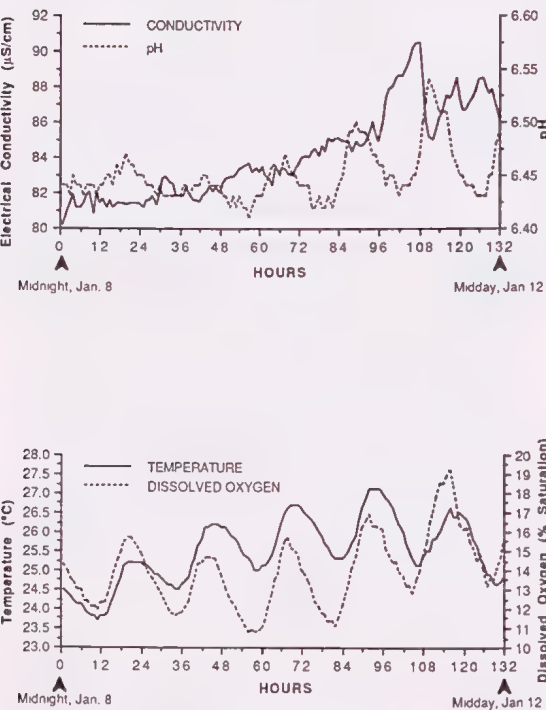 92
90
88
86
84
82
80
Electrical Conductivity (µS/cm)
CONDUCTIVITY
pH
6.60
6.55
6.50
6.45
6.40
pH
0 12 24 36 48 60 72 84 96 108 120 132
HOURS
Midnight, Jan. 8
Midday, Jan 12
28.0
27.5
27.0
26.5
26.0
25.5
25.0
24.5
24.0
23.5
23.0
Temperature (°C)
TEMPERATURE
DISSOLVED OXYGEN
20
19
18
17
16
15
14
13
12
11
10
Dissolved Oxygen (% Saturation)
0 12 24 36 48 60 72 84 96 108 120 132
HOURS
Midnight, Jan. 8
Midday, Jan 12